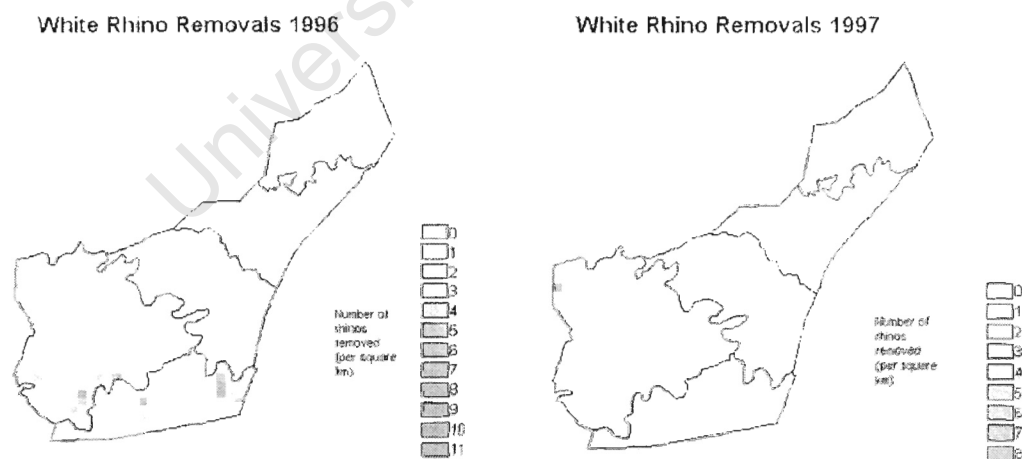 White Rhino Removals 1996
Universi
Number of
rhinos
removed
(per square
km)
0
1
2
3
4
5
6
7
8
9
10
11
White Rhino Removals 1997
Number of
rhinos
removed
(per square
km)
0
1
2
3
4
5
6
7
8